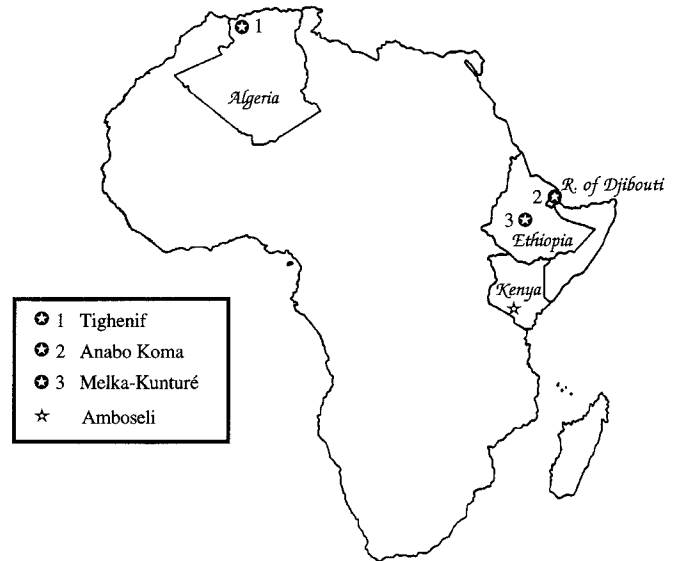 1
Algeria
2 R. of Djibouti
3
Ethiopia
Kenya
1 Tighenif
2 Anabo Koma
3 Melka-Kunturé
Amboseli